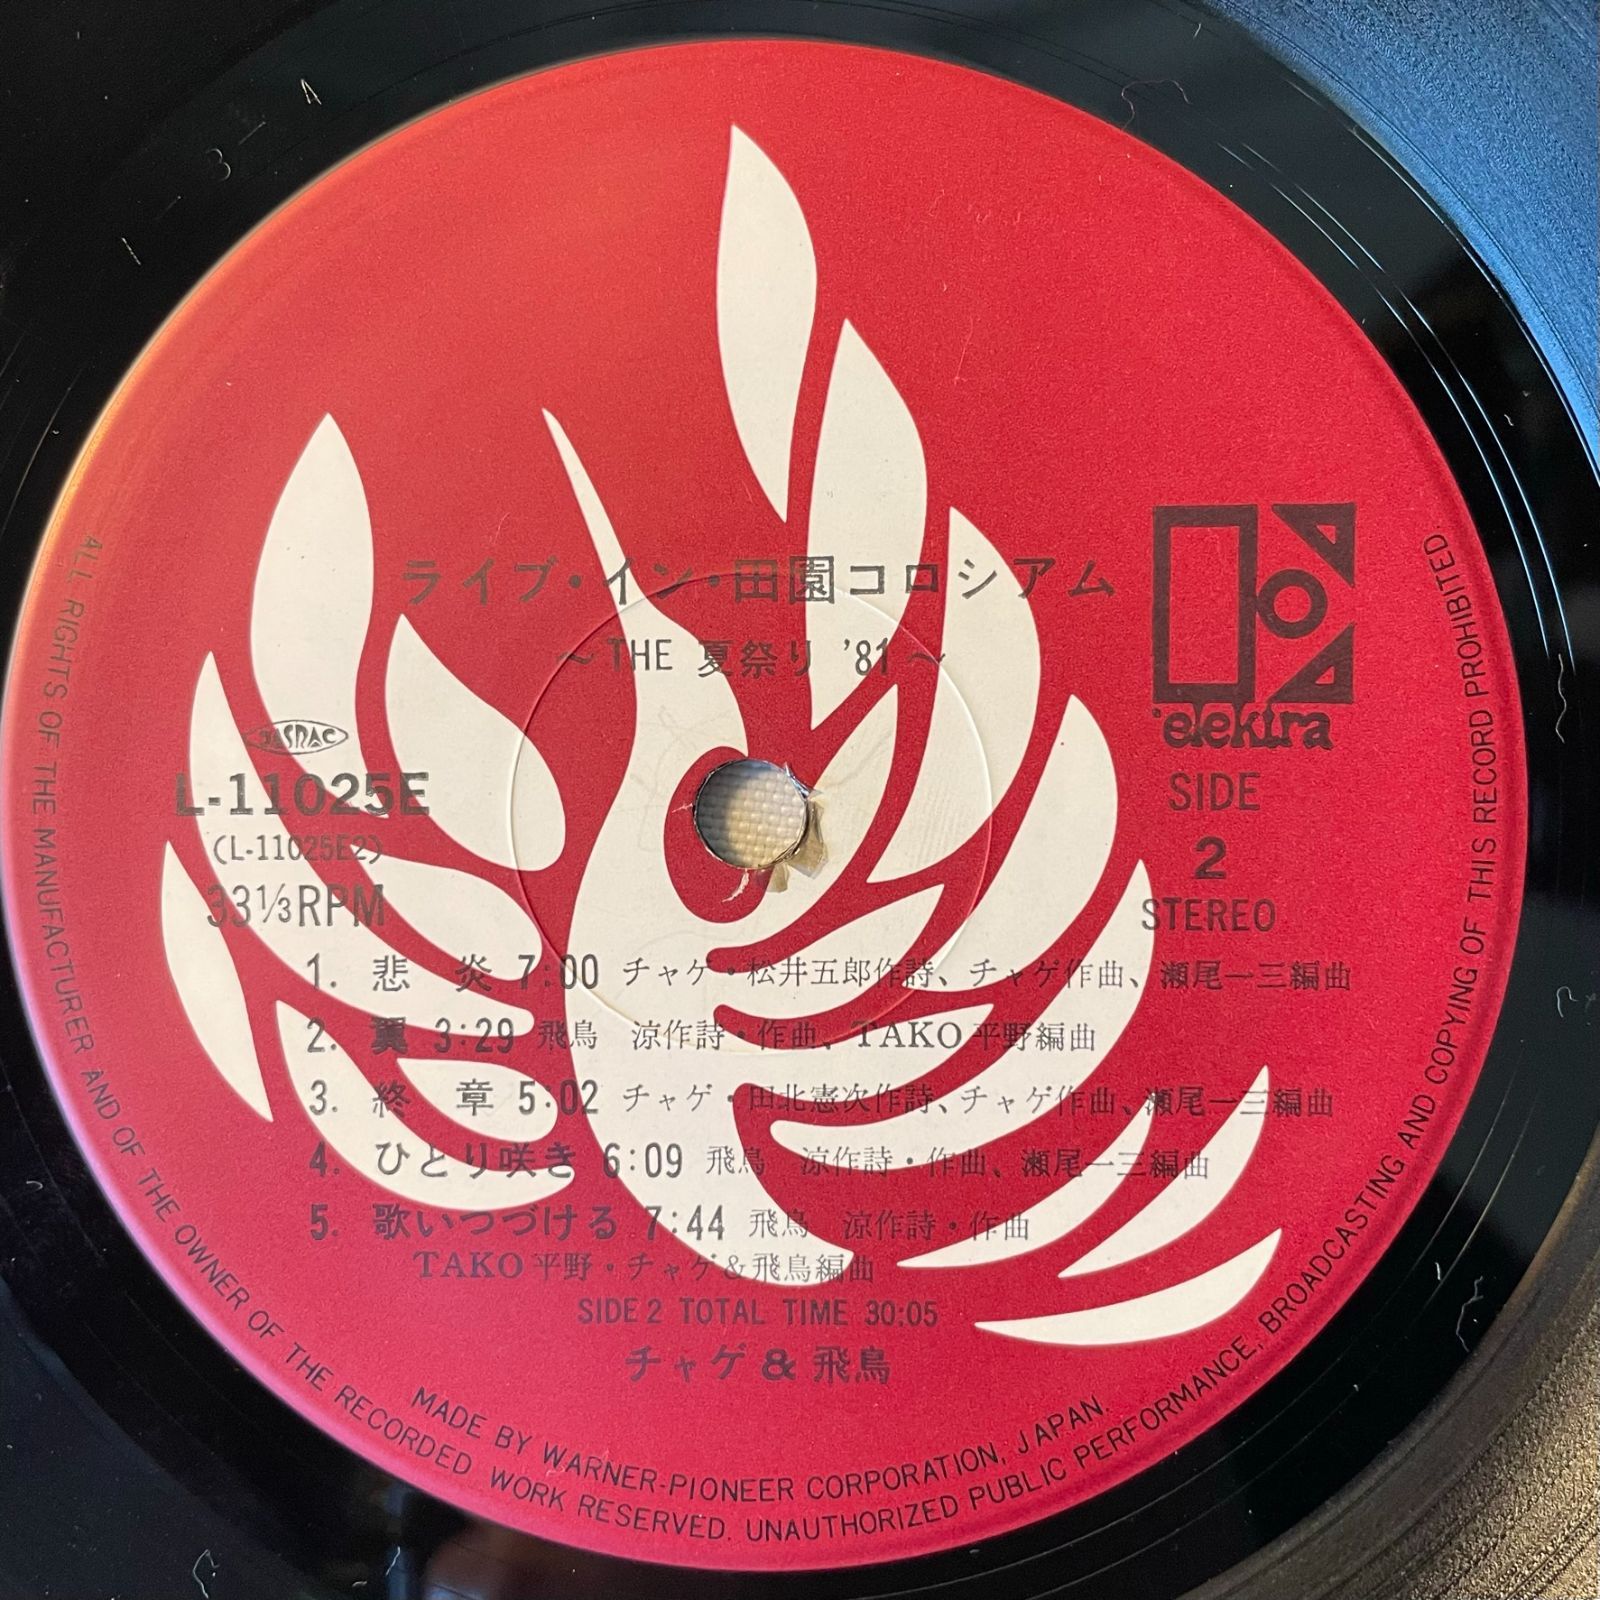 ライブ・イン・田園コロシアム
～THE 夏祭り '81～
elektra
JASRAC
L-11025E
(L-11025E2)
33⅓RPM
SIDE
2
STEREO
1. 悲 炎 7:00 チャゲ・松井五郎作詩、チャゲ作曲、瀬尾一三編曲
2. 翼 3:29 飛鳥 涼作詩・作曲、TAKO平野編曲
3. 終 章 5:02 チャゲ・田北憲次作詩、チャゲ作曲、瀬尾一三編曲
4. ひとり咲き 6:09 飛鳥 涼作詩・作曲、瀬尾一三編曲
5. 歌いつづける 7:44 飛鳥 涼作詩・作曲
TAKO平野・チャゲ&飛鳥編曲
SIDE 2 TOTAL TIME 30:05
チャゲ & 飛鳥
MADE BY WARNER-PIONEER CORPORATION, JAPAN.
ALL RIGHTS OF THE MANUFACTURER AND OF THE OWNER OF THE RECORDED WORK RESERVED. UNAUTHORIZED PUBLIC PERFORMANCE, BROADCASTING AND COPYING OF THIS RECORD PROHIBITED.